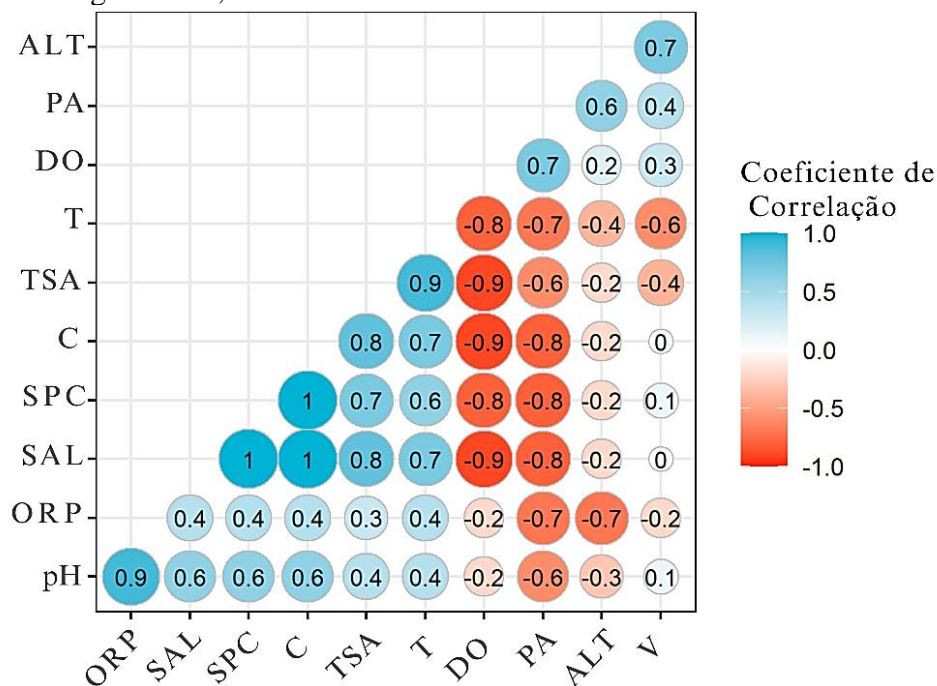 ALT 0.7
PA 0.6 0.4
DO 0.7 0.2 0.3
T -0.8 -0.7 -0.4 -0.6
TSA 0.9 -0.9 -0.6 -0.2 -0.4
C 0.8 0.7 -0.9 -0.8 -0.2 0
SPC 1 0.7 0.6 -0.8 -0.8 -0.2 0.1
SAL 1 1 0.8 0.7 -0.9 -0.8 -0.2 0
ORP 0.4 0.4 0.4 0.3 0.4 -0.2 -0.7 -0.7 -0.2
pH 0.9 0.6 0.6 0.6 0.4 0.4 -0.2 -0.6 -0.3 0.1
ORP SAL SPC C TSA T DO PA ALT V
Coeficiente de
Correlação
1.0
0.5
0.0
-0.5
-1.0